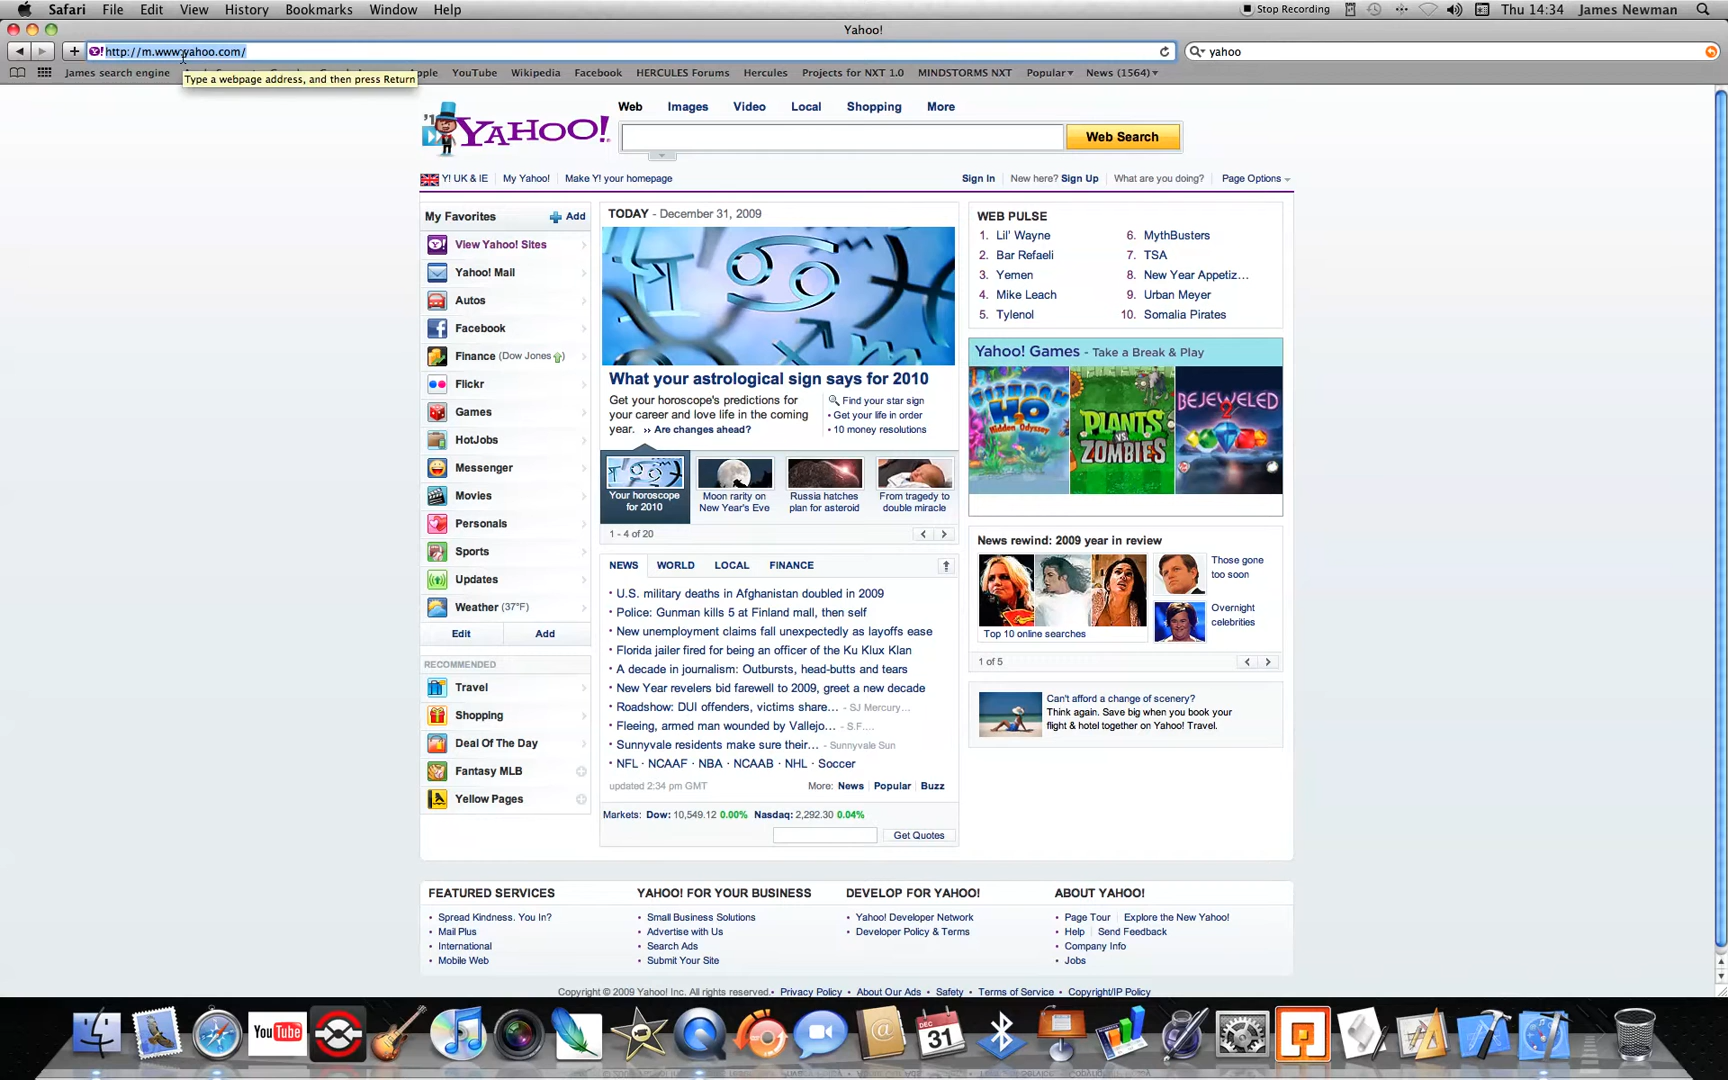 Safari File Edit View History Bookmarks Window Help Stop Recording Thu 14:34 James Newman
Yahoo!
http://m.www.yahoo.com/ yahoo
James search engine ple YouTube Wikipedia Facebook HERCULES Forums Hercules Projects for NXT 1.0 MINDSTORMS NXT Popular News (1564)
Type a webpage address, and then press Return
YAHOO!
Web Images Video Local Shopping More
Web Search
Y! UK & IE My Yahoo! Make Y! your homepage Sign In New here? Sign Up What are you doing? Page Options
My Favorites Add
View Yahoo! Sites
Yahoo! Mail
Autos
Facebook
Finance (Dow Jones)
Flickr
Games
HotJobs
Messenger
Movies
Personals
Sports
Updates
Weather (37°F)
Edit Add
RECOMMENDED
Travel
Shopping
Deal Of The Day
Fantasy MLB
Yellow Pages
TODAY - December 31, 2009
What your astrological sign says for 2010
Get your horoscope's predictions for
your career and love life in the coming
year. ›› Are changes ahead?
Find your star sign
• Get your life in order
• 10 money resolutions
Your horoscope
for 2010
Moon rarity on
New Year's Eve
Russia hatches
plan for asteroid
From tragedy to
double miracle
1 - 4 of 20
NEWS WORLD LOCAL FINANCE
• U.S. military deaths in Afghanistan doubled in 2009
• Police: Gunman kills 5 at Finland mall, then self
• New unemployment claims fall unexpectedly as layoffs ease
• Florida jailer fired for being an officer of the Ku Klux Klan
• A decade in journalism: Outbursts, head-butts and tears
• New Year revelers bid farewell to 2009, greet a new decade
• Roadshow: DUI offenders, victims share... - SJ Mercury...
• Fleeing, armed man wounded by Vallejo... - S.F....
• Sunnyvale residents make sure their... - Sunnyvale Sun
• NFL · NCAAF · NBA · NCAAB · NHL · Soccer
updated 2:34 pm GMT More: News Popular Buzz
Markets: Dow: 10,549.12 0.00% Nasdaq: 2,292.30 0.04%
Get Quotes
WEB PULSE
1. Lil' Wayne
2. Bar Refaeli
3. Yemen
4. Mike Leach
5. Tylenol
6. MythBusters
7. TSA
8. New Year Appetiz...
9. Urban Meyer
10. Somalia Pirates
Yahoo! Games - Take a Break & Play
Hidden Odyssey
PLANTS VS. ZOMBIES
BEJEWELED 2
News rewind: 2009 year in review
Top 10 online searches
Those gone
too soon
Overnight
celebrities
1 of 5
Can't afford a change of scenery?
Think again. Save big when you book your
flight & hotel together on Yahoo! Travel.
FEATURED SERVICES
• Spread Kindness. You In?
• Mail Plus
• International
• Mobile Web
YAHOO! FOR YOUR BUSINESS
• Small Business Solutions
• Advertise with Us
• Search Ads
• Submit Your Site
DEVELOP FOR YAHOO!
• Yahoo! Developer Network
• Developer Policy & Terms
ABOUT YAHOO!
• Page Tour Explore the New Yahoo!
• Help Send Feedback
• Company Info
• Jobs
Copyright © 2009 Yahoo! Inc. All rights reserved. • Privacy Policy • About Our Ads • Safety • Terms of Service • Copyright/IP Policy
YouTube
DEC
31